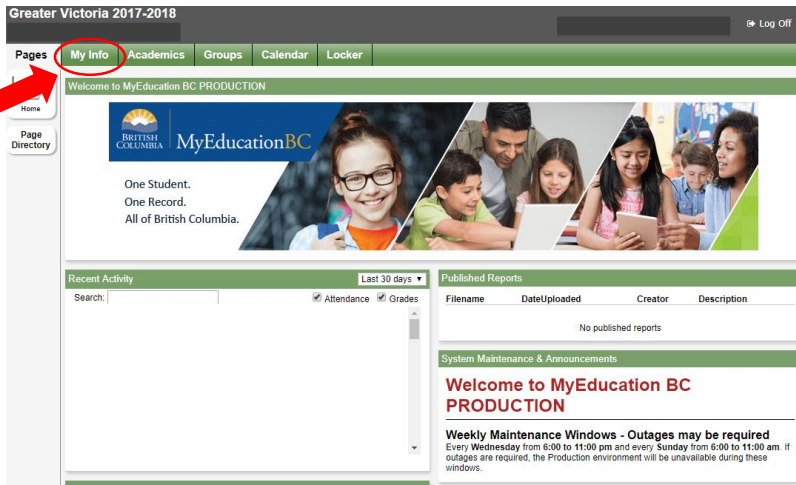 Greater Victoria 2017-2018
Log Off
Pages My Info Academics Groups Calendar Locker
Home
Page
Directory
Welcome to MyEducation BC PRODUCTION
BRITISH
COLUMBIA
MyEducationBC
One Student.
One Record.
All of British Columbia.
Recent Activity Last 30 days
Search: Attendance Grades
Published Reports
Filename DateUploaded Creator Description
No published reports
System Maintenance & Announcements
Welcome to MyEducation BC
PRODUCTION
Weekly Maintenance Windows - Outages may be required
Every Wednesday from 6:00 to 11:00 pm and every Sunday from 6:00 to 11:00 am. If
outages are required, the Production environment will be unavailable during these
windows.